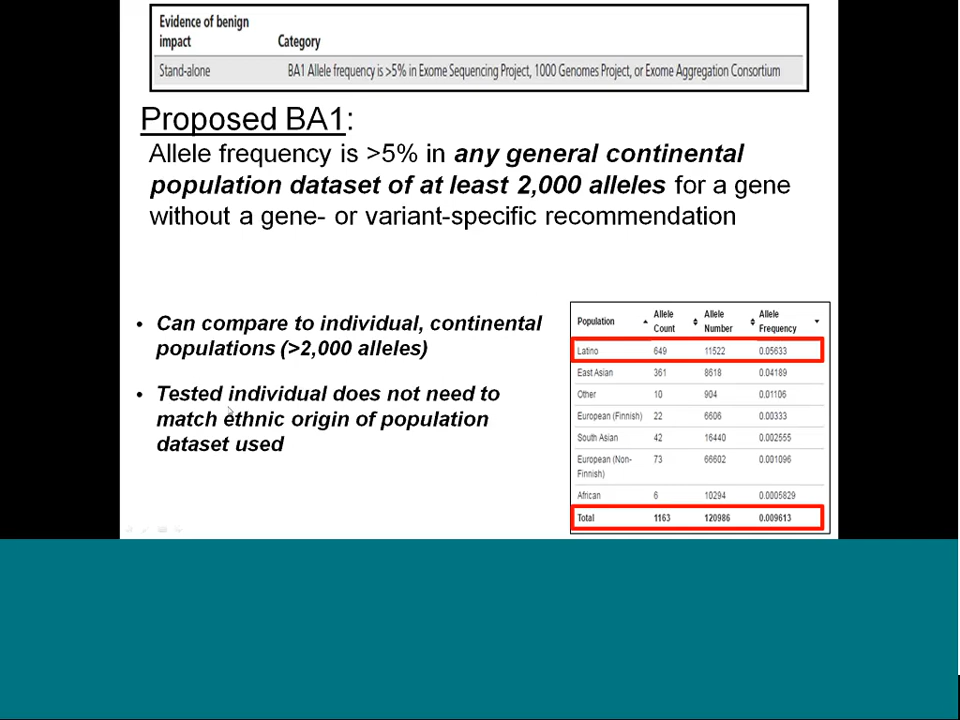 Evidence of benign
impact Category
Stand-alone BA1 Allele frequency is >5% in Exome Sequencing Project, 1000 Genomes Project, or Exome Aggregation Consortium
Proposed BA1:
Allele frequency is >5% in any general continental
population dataset of at least 2,000 alleles for a gene
without a gene- or variant-specific recommendation
• Can compare to individual, continental
populations (>2,000 alleles)
• Tested individual does not need to
match ethnic origin of population
dataset used
Population Allele Count Allele Number Allele Frequency
Latino 649 11522 0.05633
East Asian 361 8618 0.04189
Other 10 904 0.01106
European (Finnish) 22 6606 0.00333
South Asian 42 16440 0.002555
European (Non-
Finnish) 73 66602 0.001096
African 6 10294 0.0005829
Total 1163 120986 0.009613